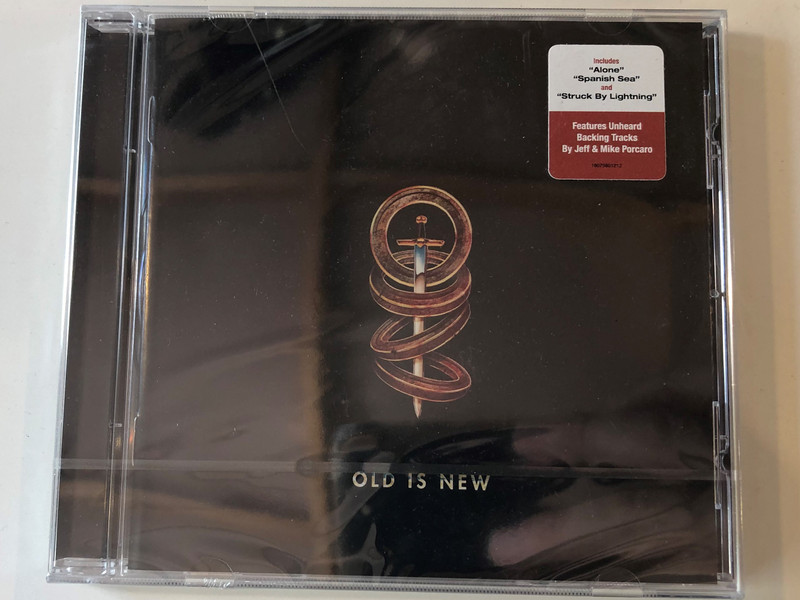 Includes
"Alone"
"Spanish Sea"
and
"Struck By Lightning"
Features Unheard
Backing Tracks
By Jeff & Mike Porcaro
OLD IS NEW